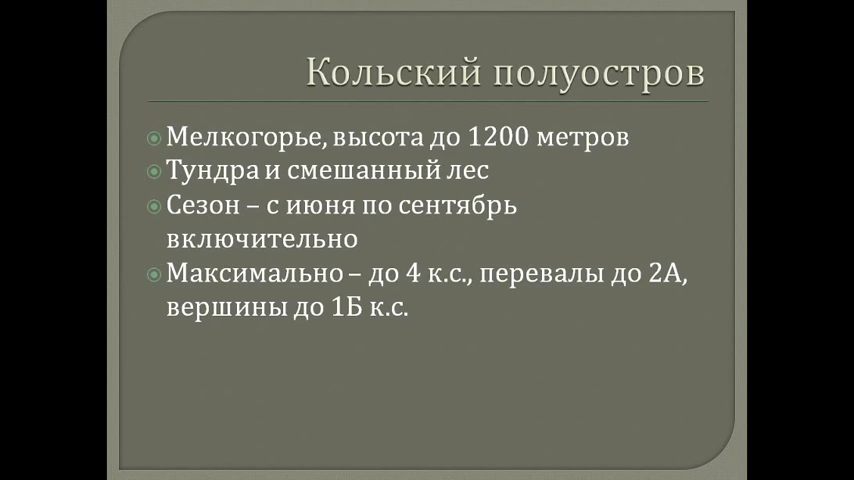 Кольский полуостров
Мелкогорье, высота до 1200 метров
Тундра и смешанный лес
Сезон – с июня по сентябрь
включительно
Максимально – до 4 к.с., перевалы до 2А,
вершины до 1Б к.с.